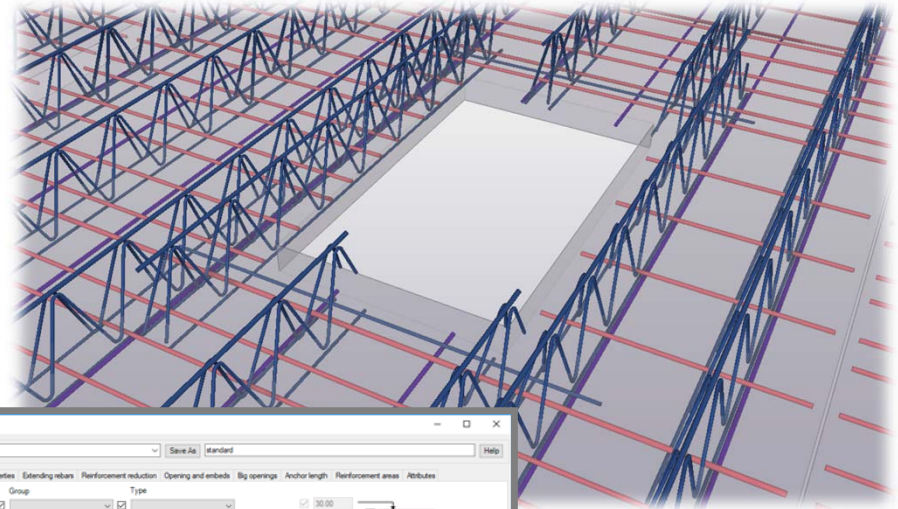 Save As standard Help
Extending rebars Reinforcement reduction Opening and embeds Big openings Anchor length Reinforcement areas Attributes
Group Type
30.00